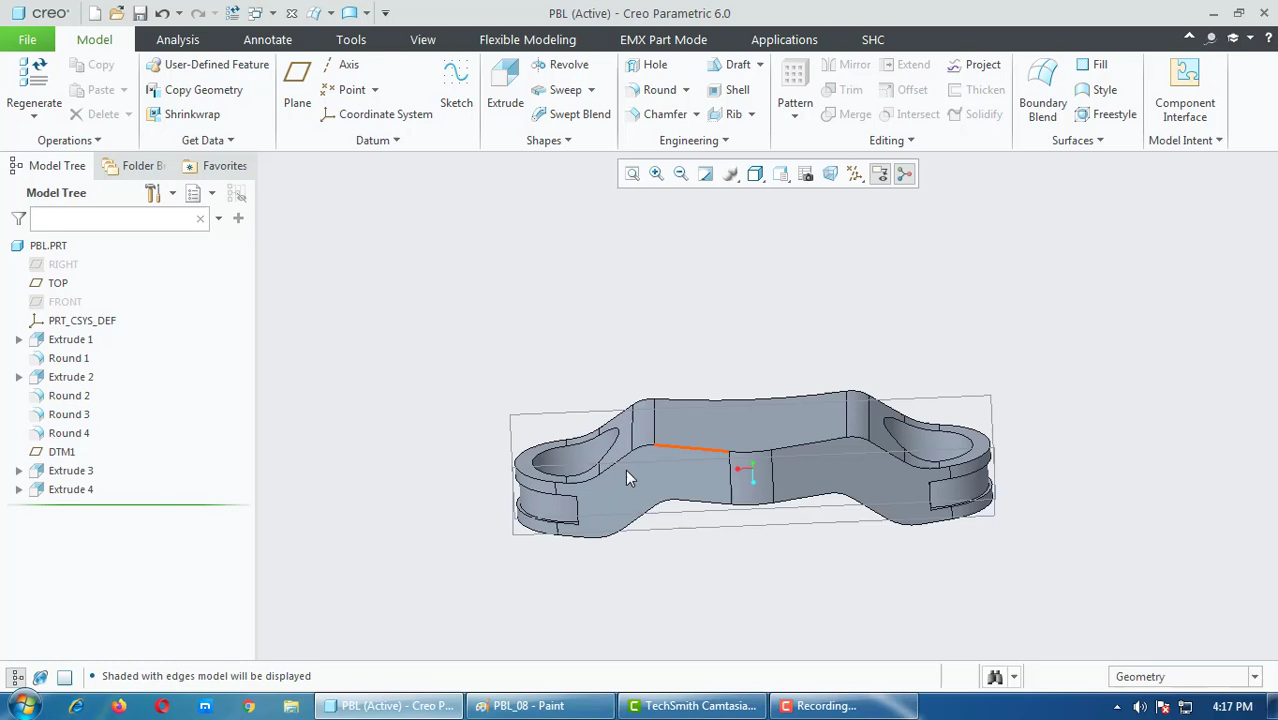 creo
PBL (Active) - Creo Parametric 6.0
File
Model
Analysis
Annotate
Tools
View
Flexible Modeling
EMX Part Mode
Applications
SHC
Regenerate
Copy
Paste
Delete
Operations
User-Defined Feature
Copy Geometry
Shrinkwrap
Get Data
Plane
Axis
Point
Coordinate System
Sketch
Datum
Extrude
Revolve
Sweep
Swept Blend
Shapes
Hole
Round
Chamfer
Draft
Shell
Rib
Engineering
Pattern
Mirror
Trim
Merge
Extend
Offset
Intersect
Project
Thicken
Solidify
Editing
Boundary
Blend
Fill
Style
Freestyle
Surfaces
Component
Interface
Model Intent
Model Tree
Folder B
Favorites
Model Tree
PBL.PRT
RIGHT
TOP
FRONT
PRT_CSYS_DEF
Extrude 1
Round 1
Extrude 2
Round 2
Round 3
Round 4
DTM1
Extrude 3
Extrude 4
• Shaded with edges model will be displayed
Geometry
PBL (Active) - Creo P...
PBL_08 - Paint
TechSmith Camtasia...
Recording...
4:17 PM